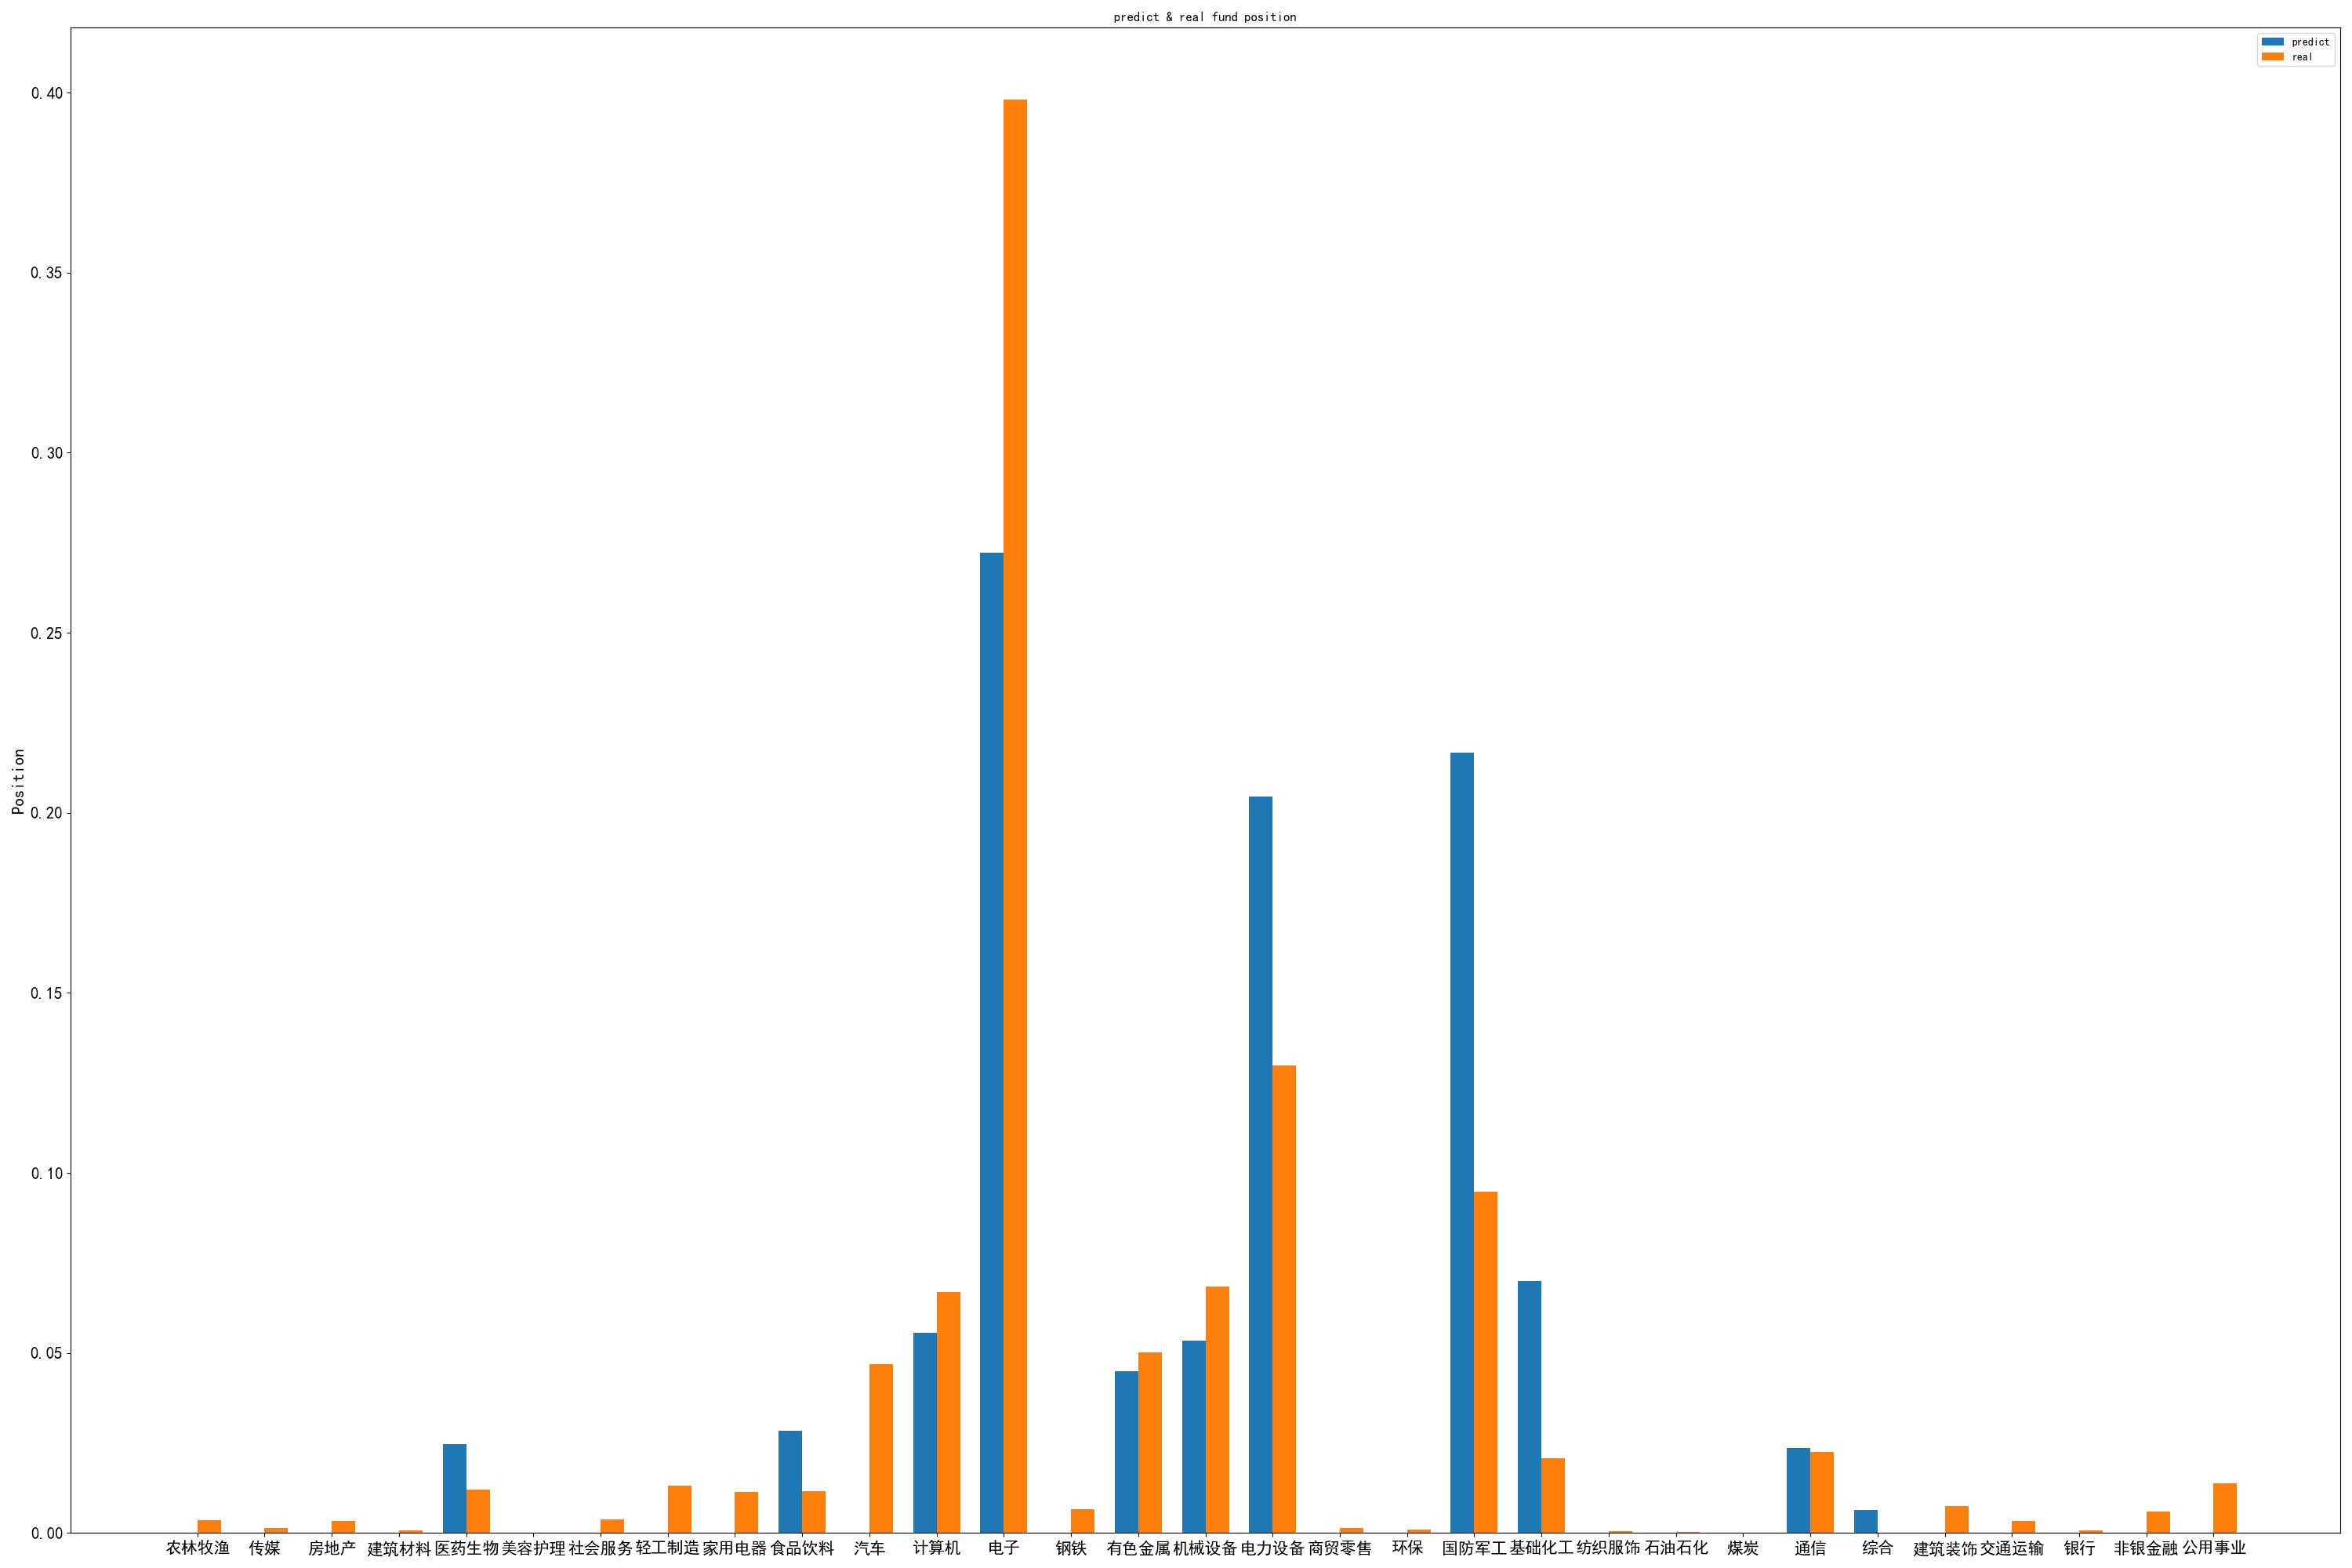 predict & real fund position
predict
real
Position
0.40
0.35
0.30
0.25
0.20
0.15
0.10
0.05
0.00
农林牧渔 传媒 房地产 建筑材料 医药生物 美容护理 社会服务 轻工制造 家用电器 食品饮料 汽车 计算机 电子 钢铁 有色金属 机械设备 电力设备 商贸零售 环保 国防军工 基础化工 纺织服饰 石油石化 煤炭 通信 综合 建筑装饰 交通运输 银行 非银金融 公用事业